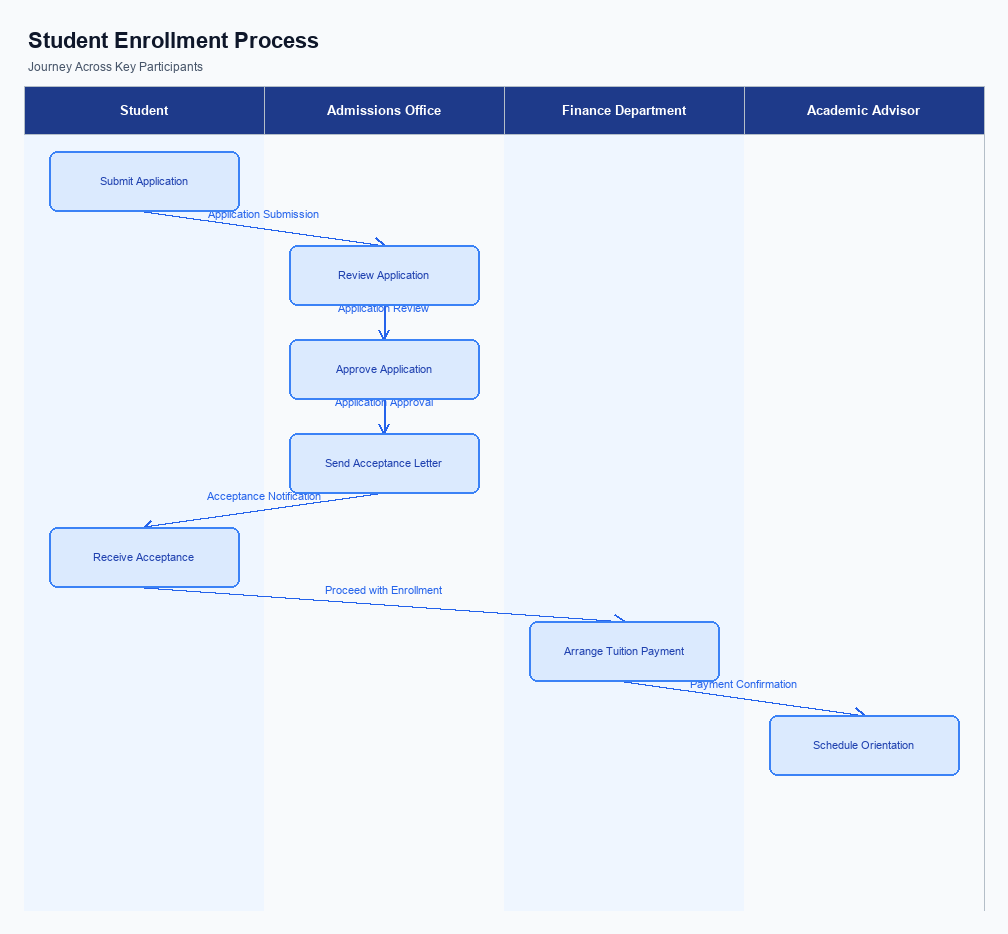 Student Enrollment Process
Journey Across Key Participants
Student
Admissions Office
Finance Department
Academic Advisor
Submit Application
Application Submission
Review Application
Application Review
Approve Application
Application Approval
Send Acceptance Letter
Acceptance Notification
Receive Acceptance
Proceed with Enrollment
Arrange Tuition Payment
Payment Confirmation
Schedule Orientation